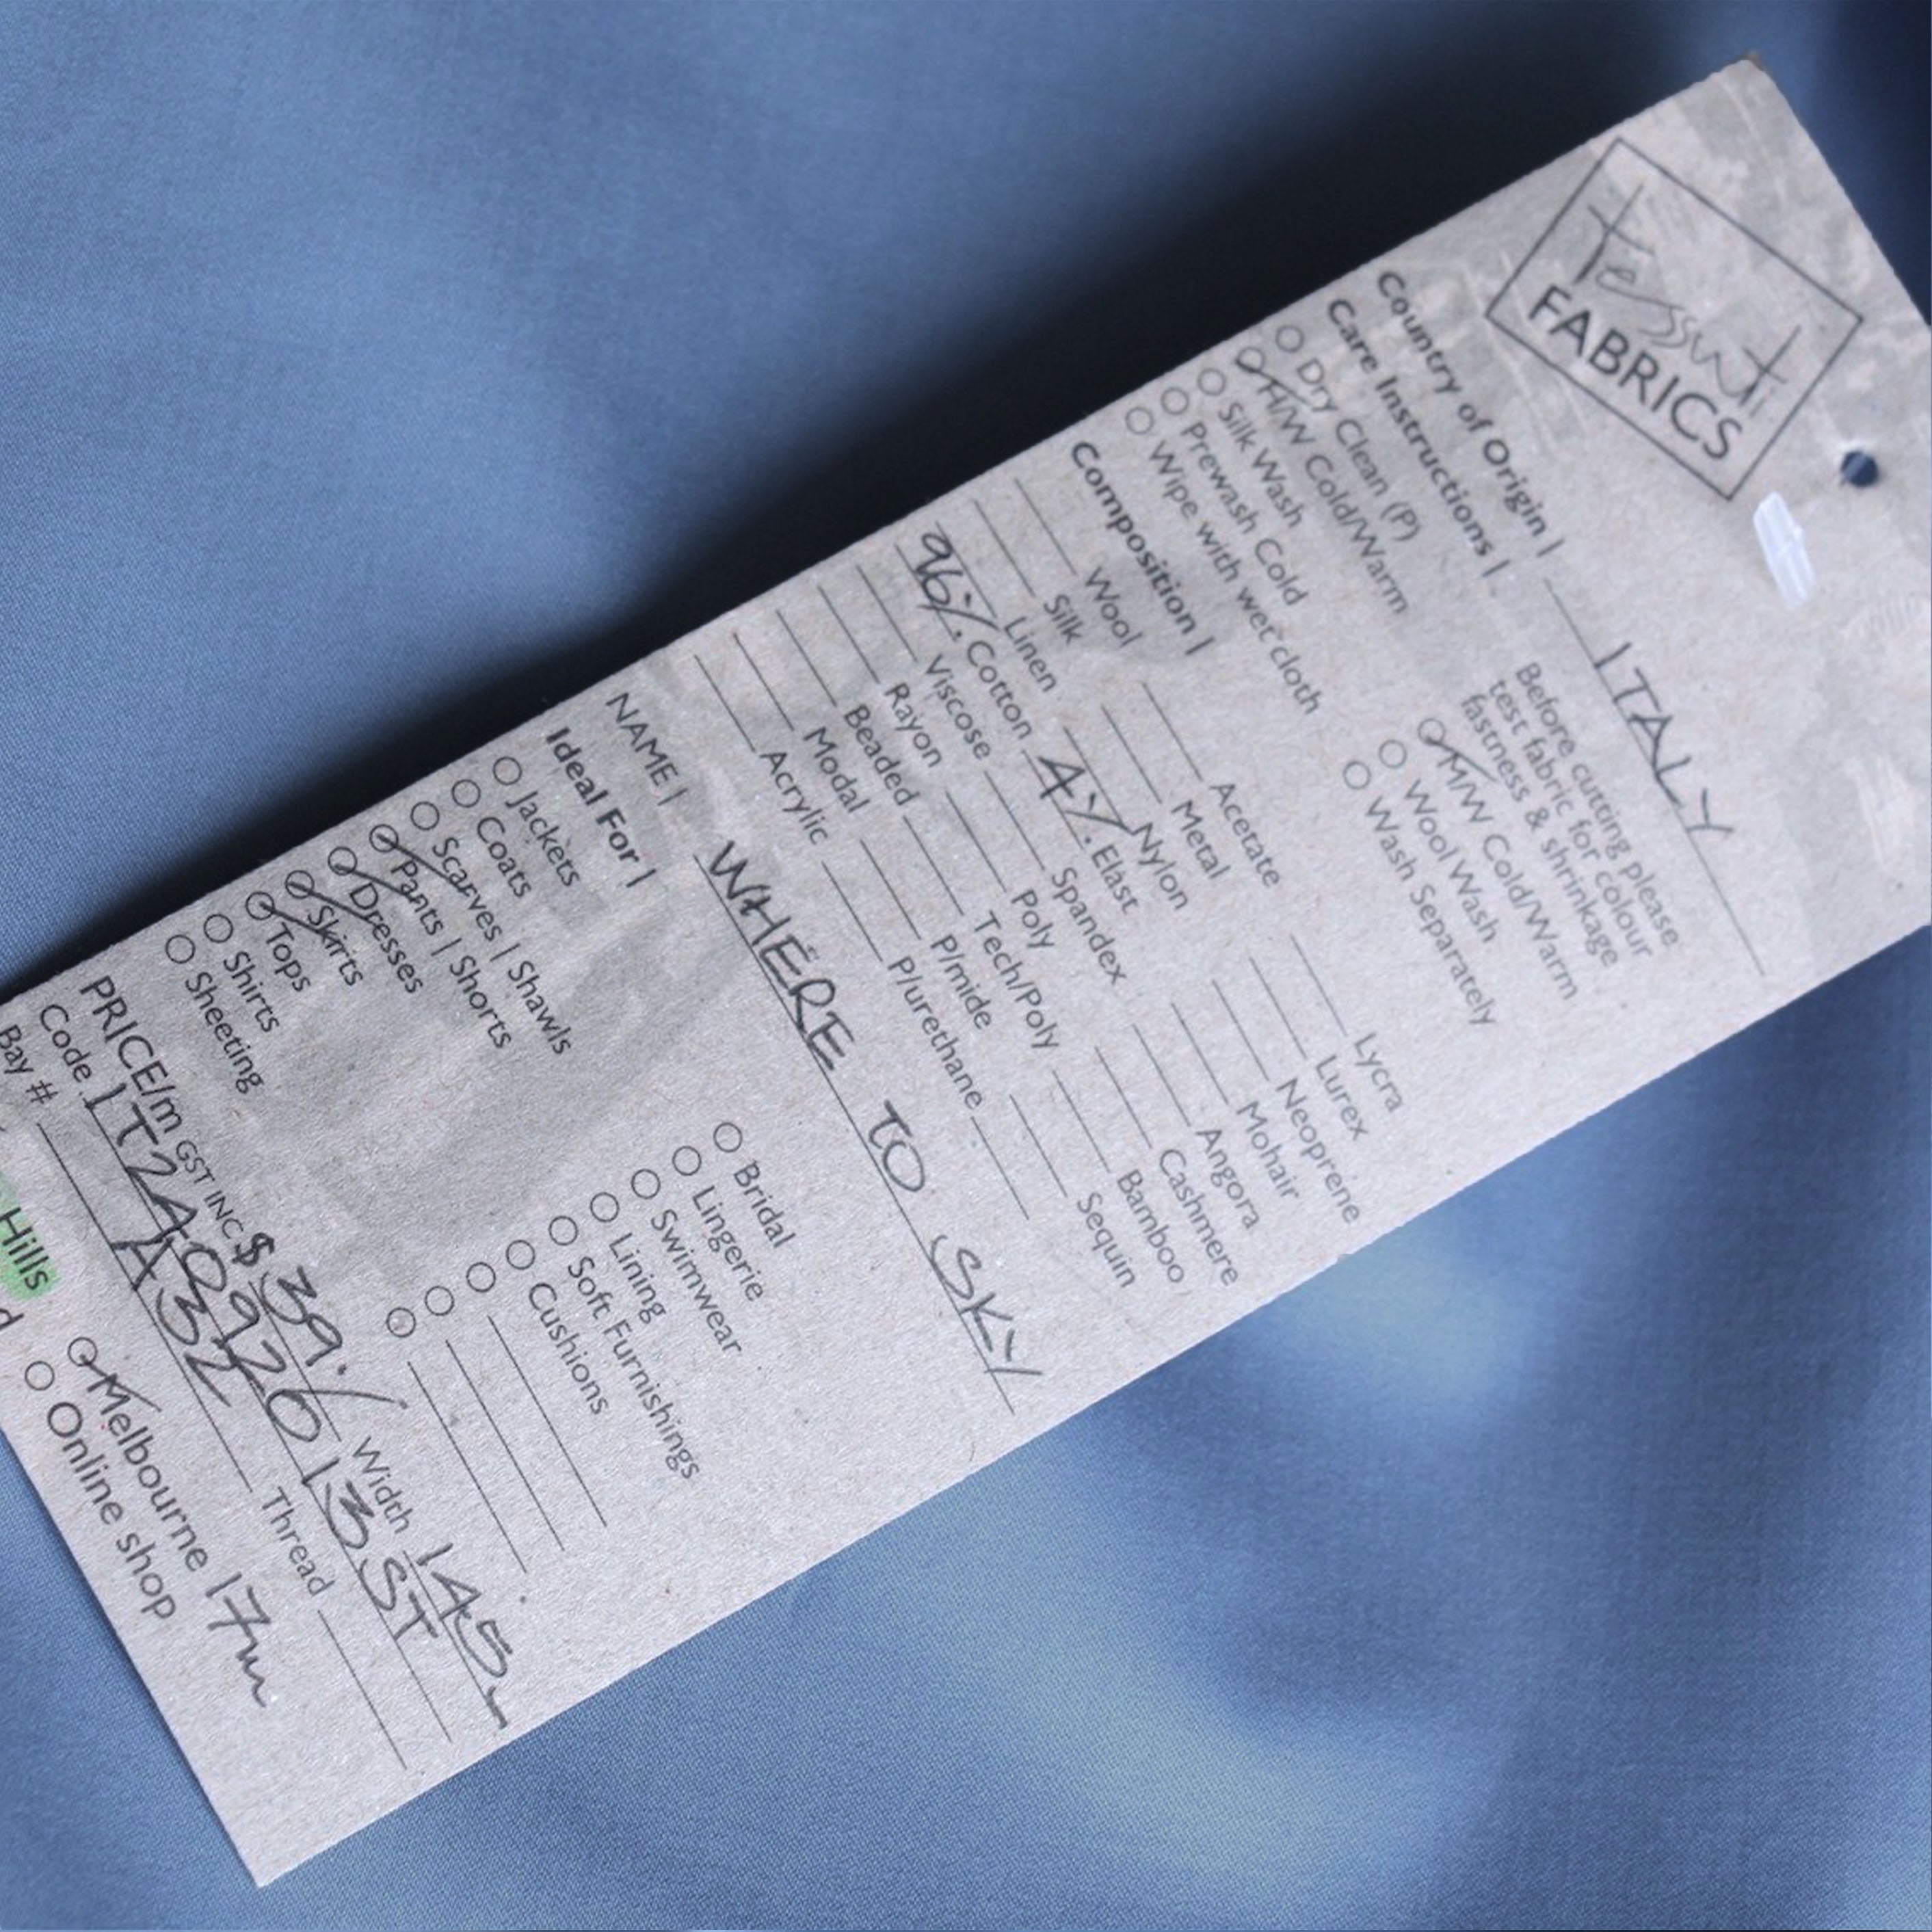 tessuti
FABRICS
Country of Origin | ITALY
Care Instructions |
Before cutting please
test fabric for colour
fastness & shrinkage
Dry Clean (P)
H/W Cold/Warm
Silk Wash
Prewash Cold
Wipe with wet cloth
M/W Cold/Warm
Wool Wash
Wash Separately
Composition |
Wool Acetate Lycra
Silk Metal Lurex
Linen Nylon Neoprene
96% Cotton 4% Elast Mohair
Viscose Spandex Angora
Rayon Poly Cashmere
Beaded Tech/Poly Bamboo
Modal P/mide Sequin
Acrylic P/urethane
NAME | WHERE TO SKY
Ideal For |
Jackets Bridal
Coats Lingerie
Scarves | Shawls Swimwear
Pants | Shorts Lining
Dresses Soft Furnishings
Skirts Cushions
Tops
Shirts
Sheeting
PRICE/m GST INC $39./ Width 145
Code Thread
Bay # A32
Hills Melbourne 17m
Online shop